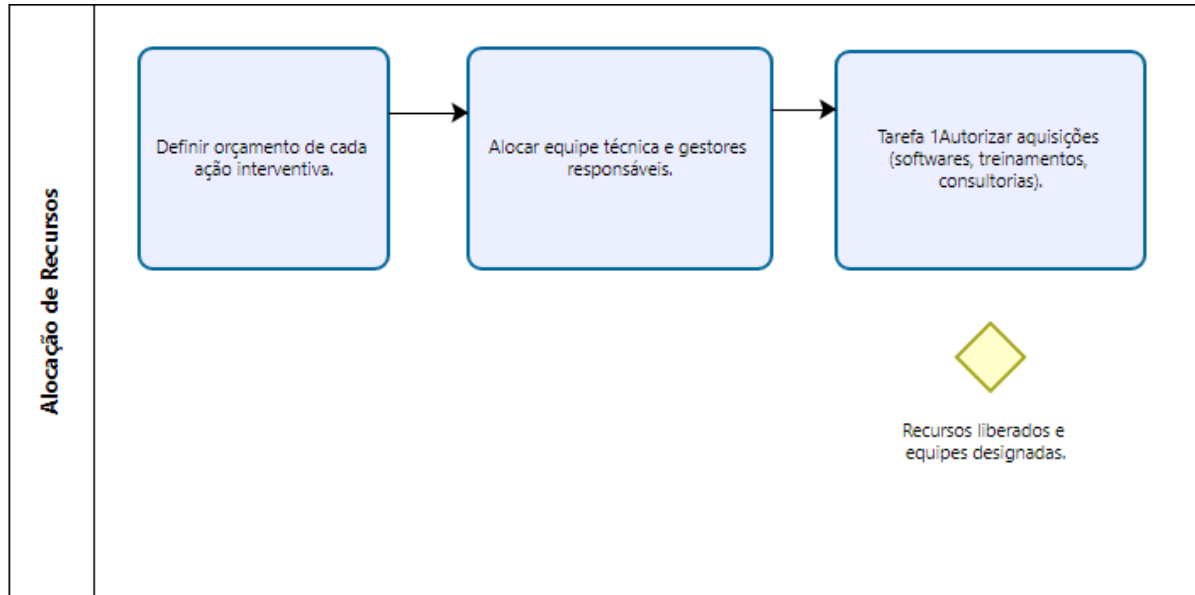 Alocação de Recursos
Definir orçamento de cada
ação interventiva.
Alocar equipe técnica e gestores
responsáveis.
Tarefa 1Autorizar aquisições
(softwares, treinamentos,
consultorias).
Recursos liberados e
equipes designadas.